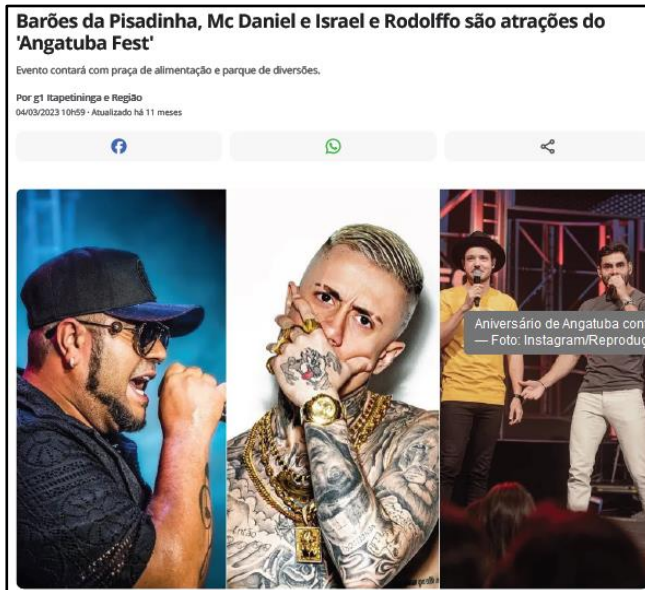 Barões da Pisadinha, Mc Daniel e Israel e Rodolffo são atrações do
'Angatuba Fest'
Evento contará com praça de alimentação e parque de diversões.
Por g1 Itapetininga e Região
04/03/2023 10h59 · Atualizado há 11 meses
Aniversário de Angatuba con
— Foto: Instagram/Reprodu